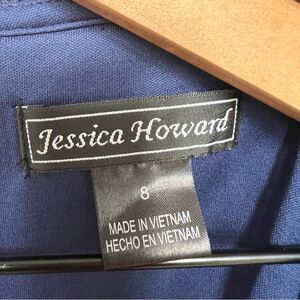 Jessica Howard
8
MADE IN VIETNAM
HECHO EN VIETNAM